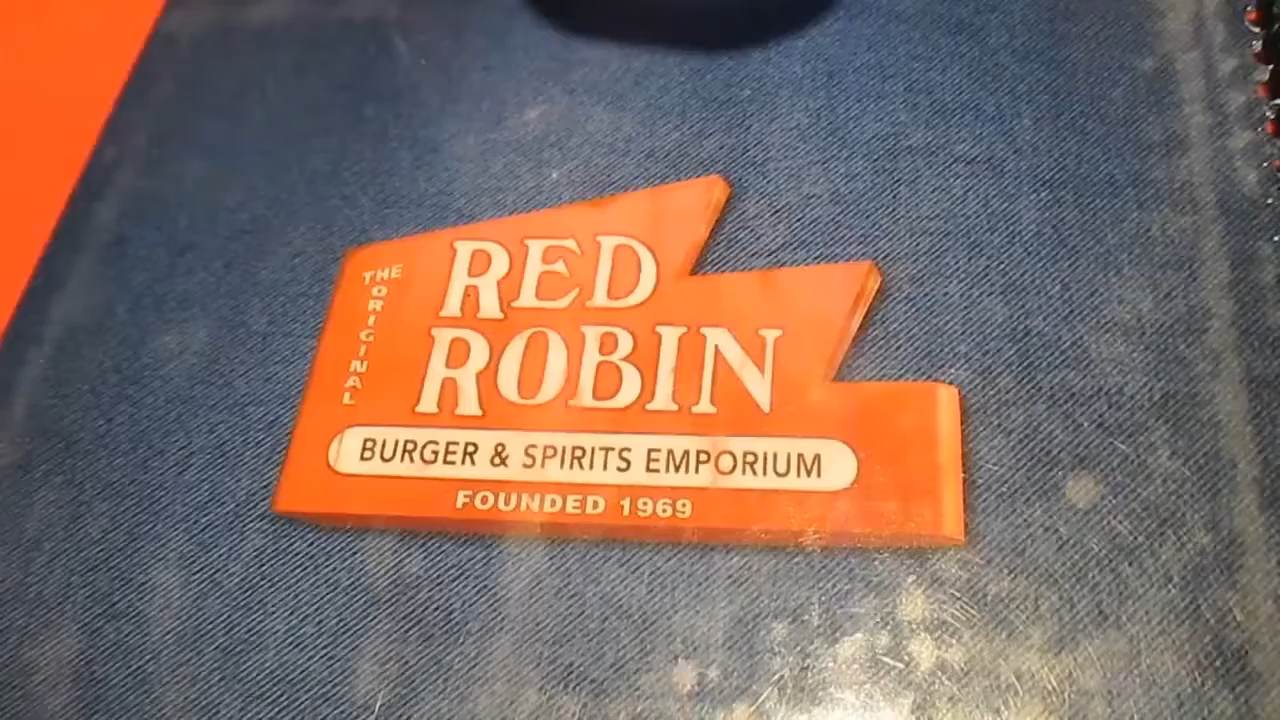 THE ORIGINAL
RED
ROBIN
BURGER & SPIRITS EMPORIUM
FOUNDED 1969